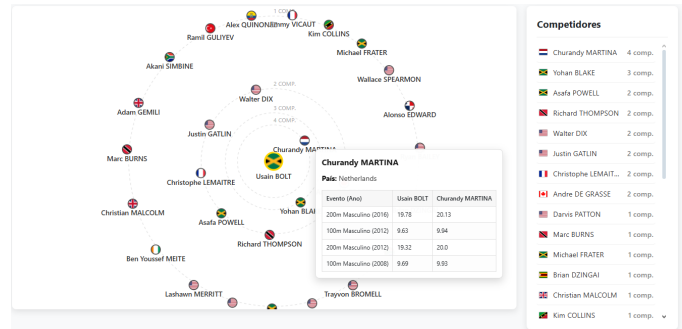 1 COMP.
Alex QUINONEZ
Jimmy VICAUT
Kim COLLINS
Ramil GULIYEV
Michael FRATER
Akani SIMBINE
Wallace SPEARMON
2 COMP.
Walter DIX
3 COMP.
4 COMP.
Adam GEMILI
Alonso EDWARD
Justin GATLIN
Churandy MARTINA
Marc BURNS
Usain BOLT
Christophe LEMAITRE
Christian MALCOLM
Yohan BLAKE
Asafa POWELL
Richard THOMPSON
Ben Youssef MEITE
Lashawn MERRITT
Trayvon BROMELL
Churandy MARTINA
País: Netherlands
Evento (Ano) Usain BOLT Churandy MARTINA
200m Masculino (2016) 19.78 20.13
100m Masculino (2012) 9.63 9.94
200m Masculino (2012) 19.32 20.0
100m Masculino (2008) 9.69 9.93
Competidores
Churandy MARTINA 4 comp.
Yohan BLAKE 3 comp.
Asafa POWELL 2 comp.
Richard THOMPSON 2 comp.
Walter DIX 2 comp.
Justin GATLIN 2 comp.
Christophe LEMAIT... 2 comp.
Andre DE GRASSE 2 comp.
Darvis PATTON 1 comp.
Marc BURNS 1 comp.
Michael FRATER 1 comp.
Brian DZINGAI 1 comp.
Christian MALCOLM 1 comp.
Kim COLLINS 1 comp.